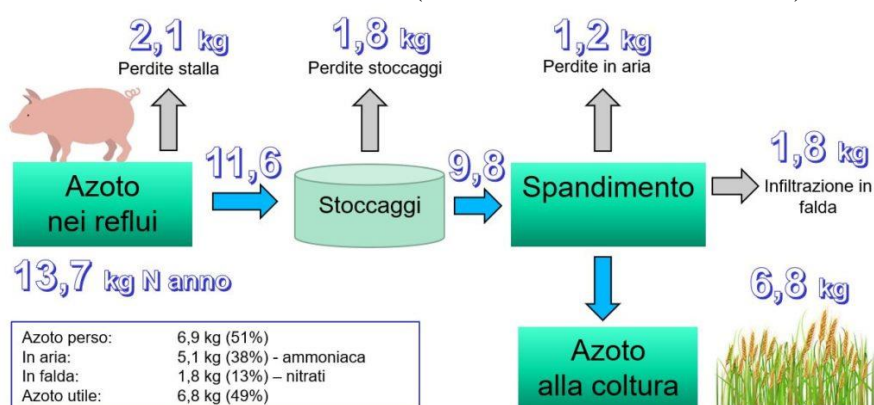 2,1 kg
Perdite stalla
1,8 kg
Perdite stoccaggi
1,2 kg
Perdite in aria
Azoto
nei reflui
11,6
Stoccaggi
9,8
Spandimento
1,8 kg
Infiltrazione in
falda
13,7 kg N anno
6,8 kg
Azoto
alla coltura
Azoto perso: 6,9 kg (51%)
In aria: 5,1 kg (38%) - ammoniaca
In falda: 1,8 kg (13%) – nitrati
Azoto utile: 6,8 kg (49%)